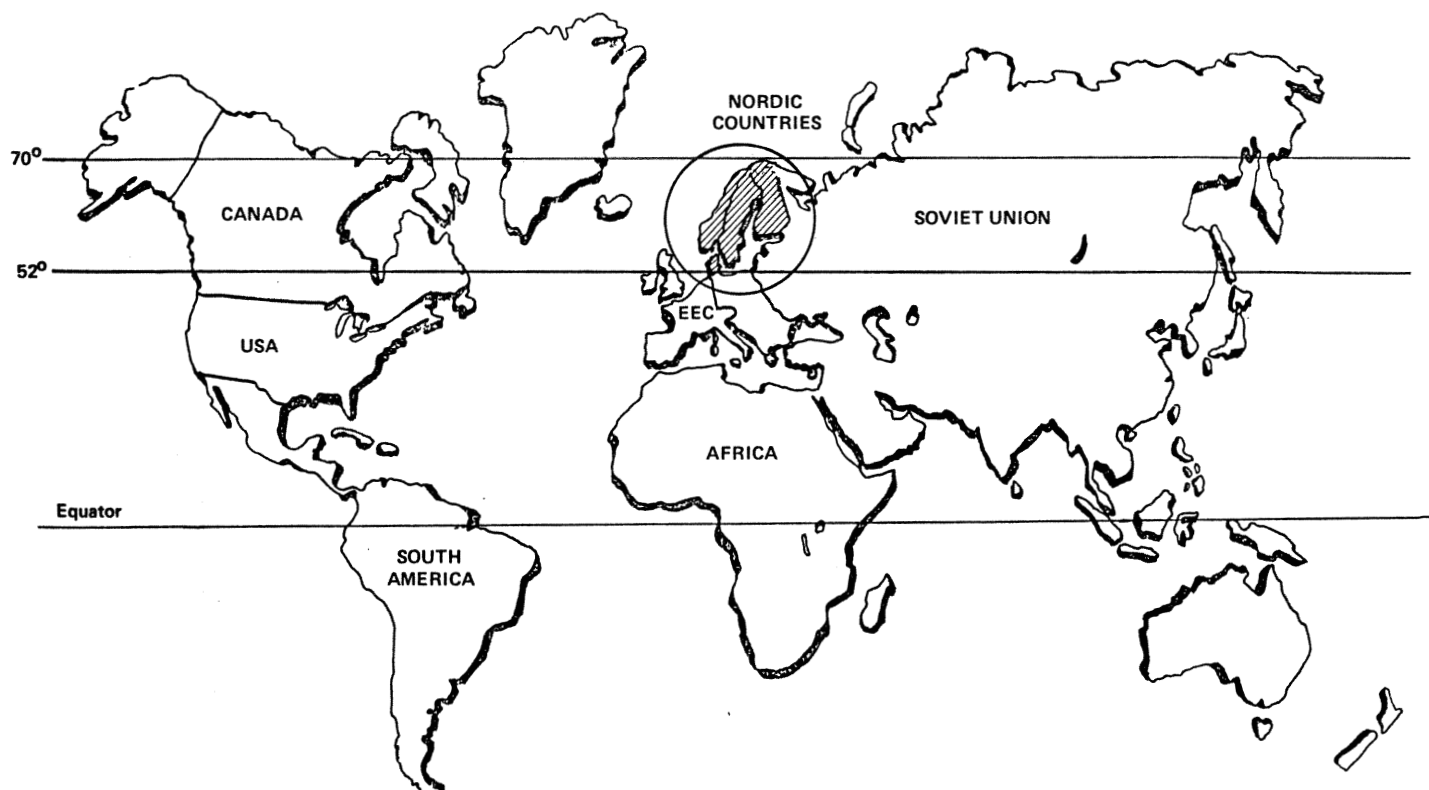 NORDIC
COUNTRIES
70°
CANADA
SOVIET UNION
52°
EEC
USA
AFRICA
Equator
SOUTH
AMERICA